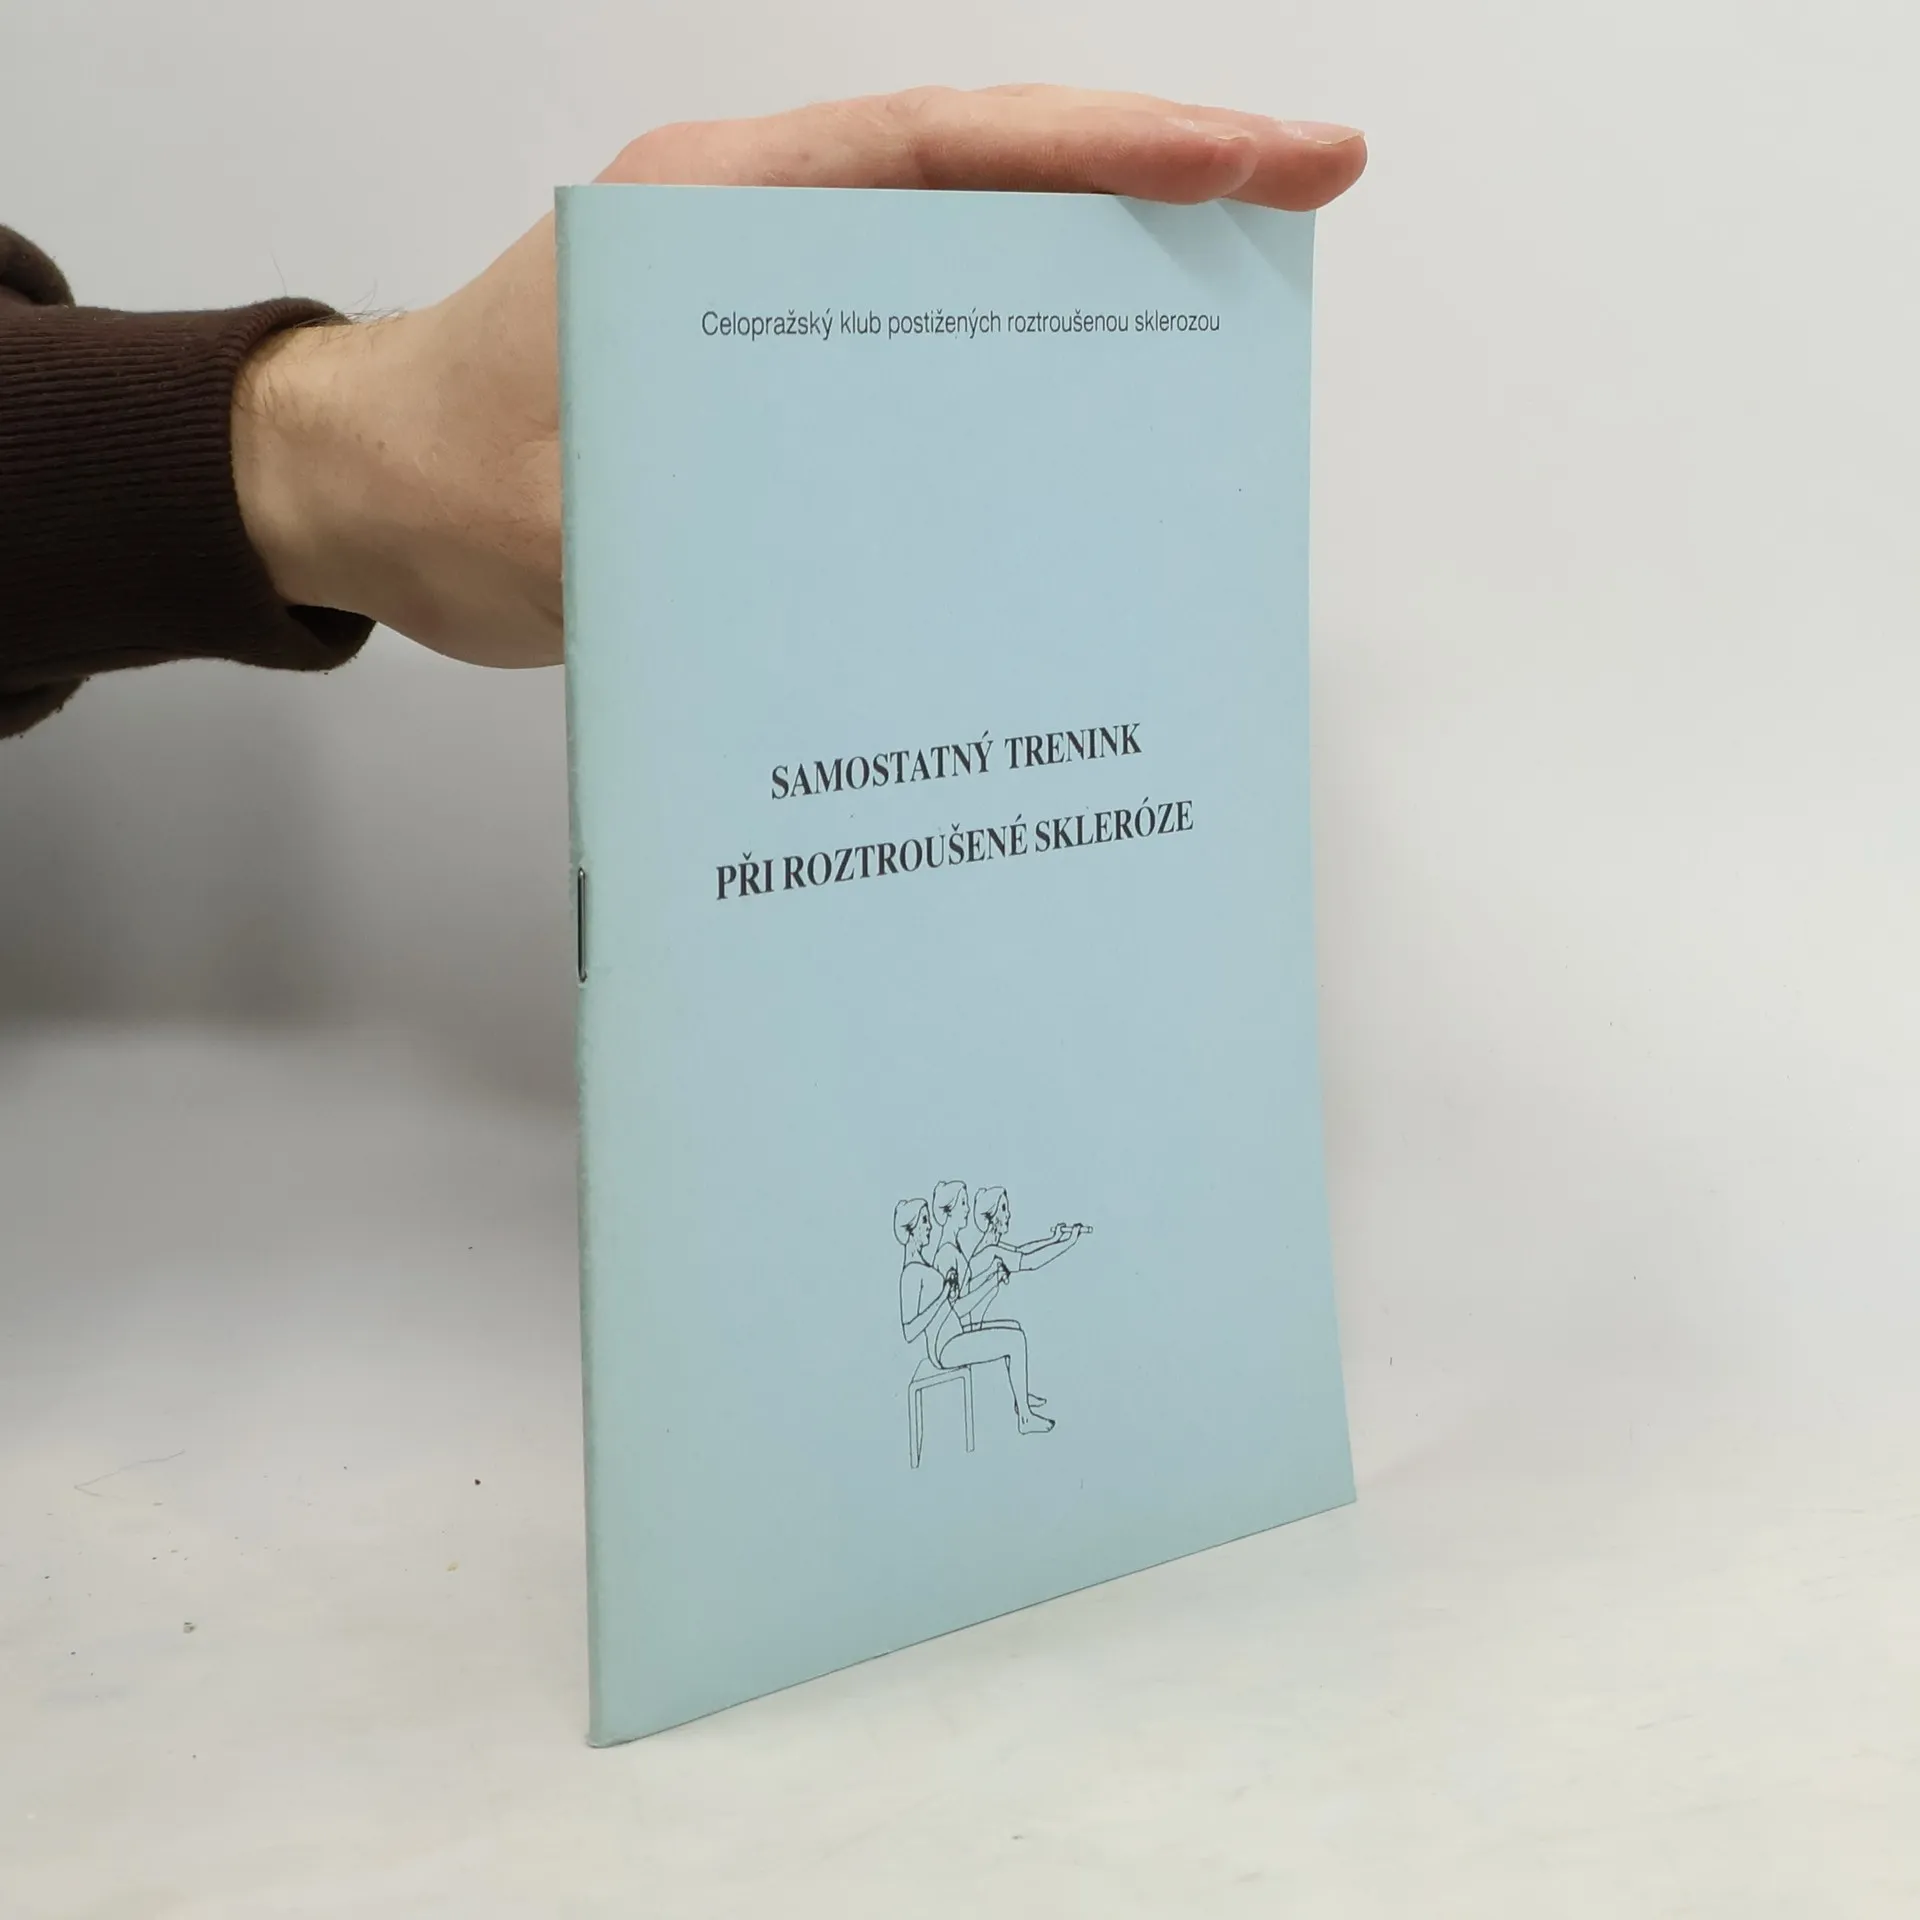 Celopražský klub postižených roztroušenou sklerozou
SAMOSTATNÝ TRENINK
PŘI ROZTROUŠENÉ SKLERÓZE